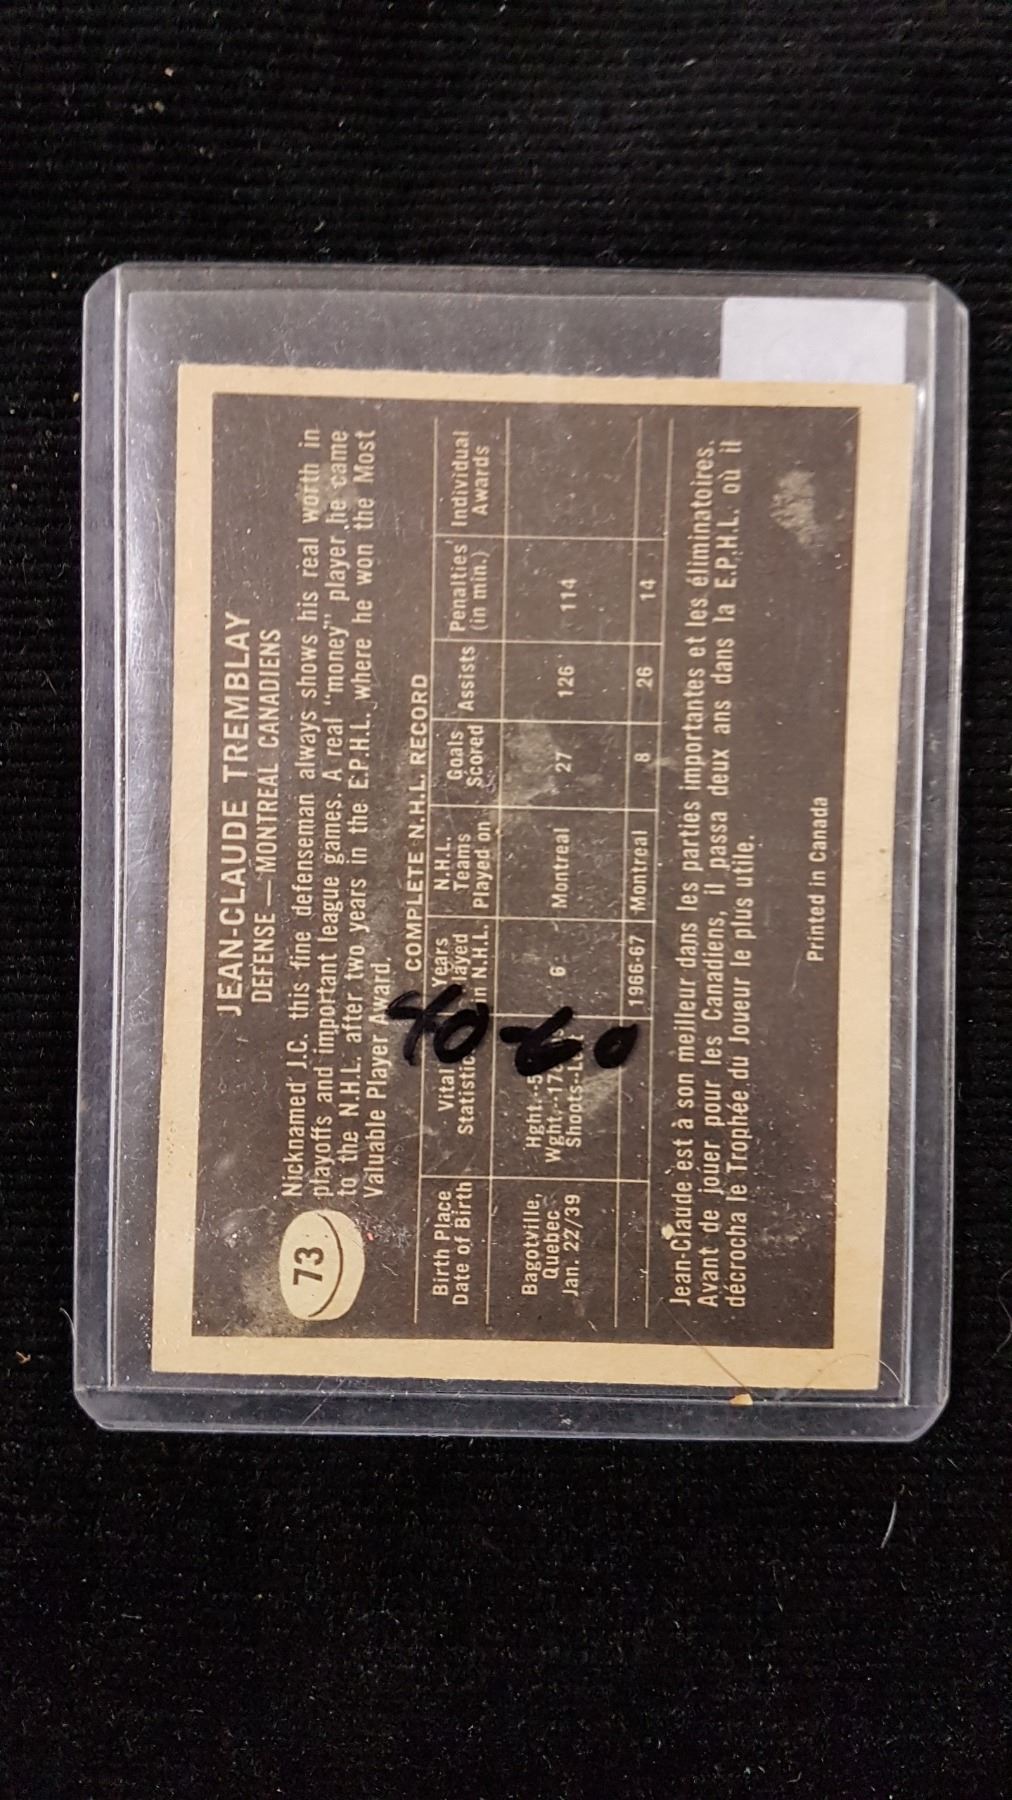 JEAN-CLAUDE TREMBLAY
DEFENSE — MONTREAL CANADIENS
73
Nicknamed J.C. this fine defenseman always shows his real worth in
playoffs and important league games. A real "money" player he came
to the N.H.L. after two years in the E.P.H.L. where he won the Most
Valuable Player Award.
COMPLETE N.H.L. RECORD
Birth Place
Date of Birth
Vital
Years
N.H.L.
Teams
Played on
Goals
Scored
Assists
Penalties
(in min.)
Individual
Awards
in N.H.L.
Bagotville,
Quebec
Jan. 22/39
Hght.
Wght.
Shoots
6
Montreal
27
126
114
1966-67
Montreal
8
26
14
40-60
Jean-Claude est à son meilleur dans les parties importantes et les éliminatoires.
Avant de jouer pour les Canadiens, il passa deux ans dans la E.P.H.L. où il
décrocha le Trophée du Joueur le plus utile.
Printed in Canada